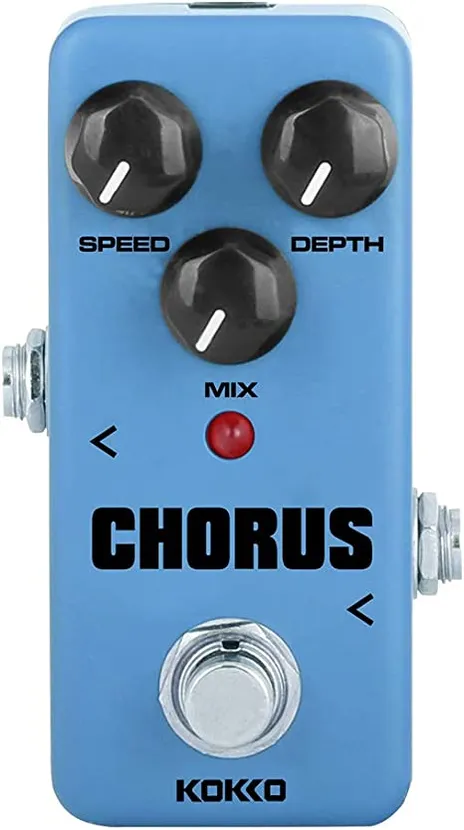 SPEED DEPTH
MIX
<
CHORUS
<
KOKKO